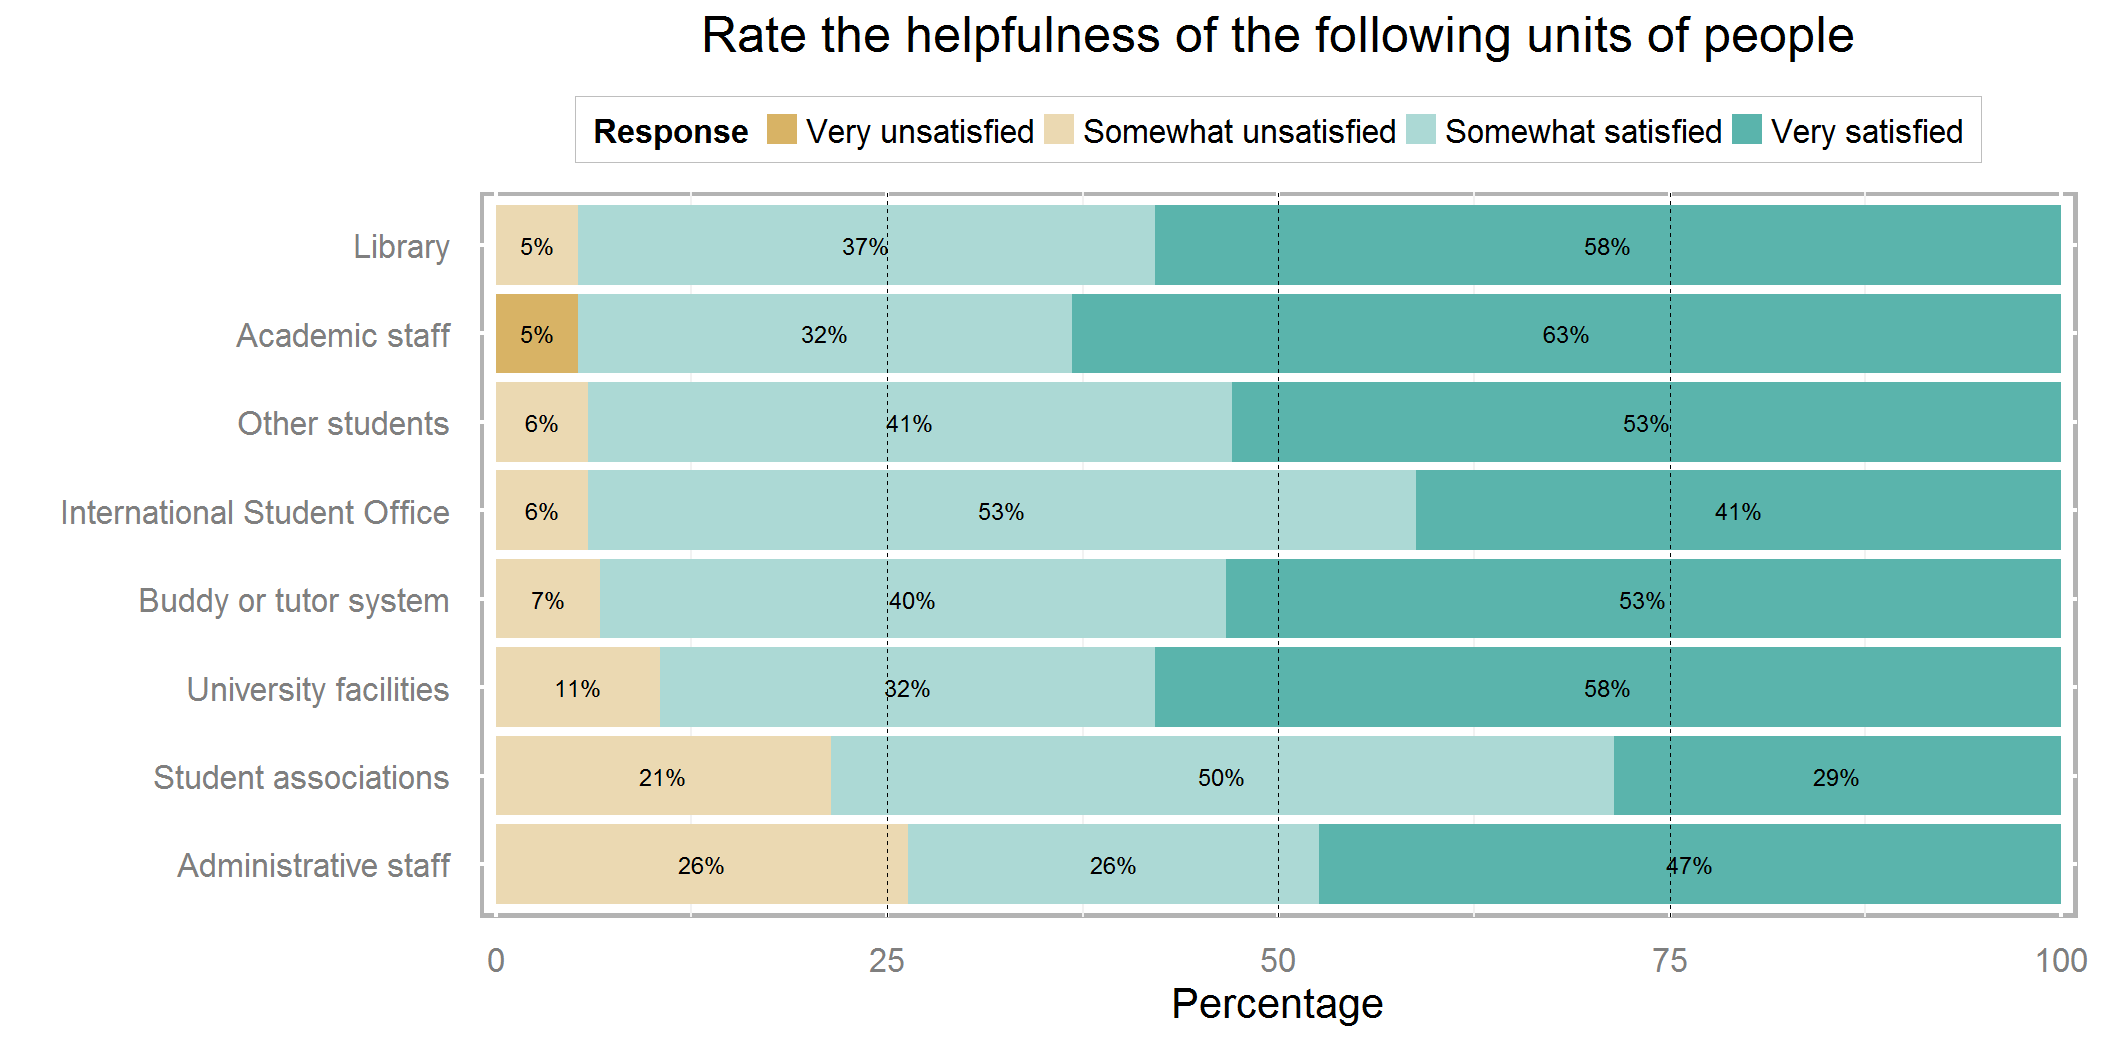 Rate the helpfulness of the following units of people
Response Very unsatisfied Somewhat unsatisfied Somewhat satisfied Very satisfied
Library 5% 37% 58%
Academic staff 5% 32% 63%
Other students 6% 41% 53%
International Student Office 6% 53% 41%
Buddy or tutor system 7% 40% 53%
University facilities 11% 32% 58%
Student associations 21% 50% 29%
Administrative staff 26% 26% 47%
0 25 50 75 100
Percentage